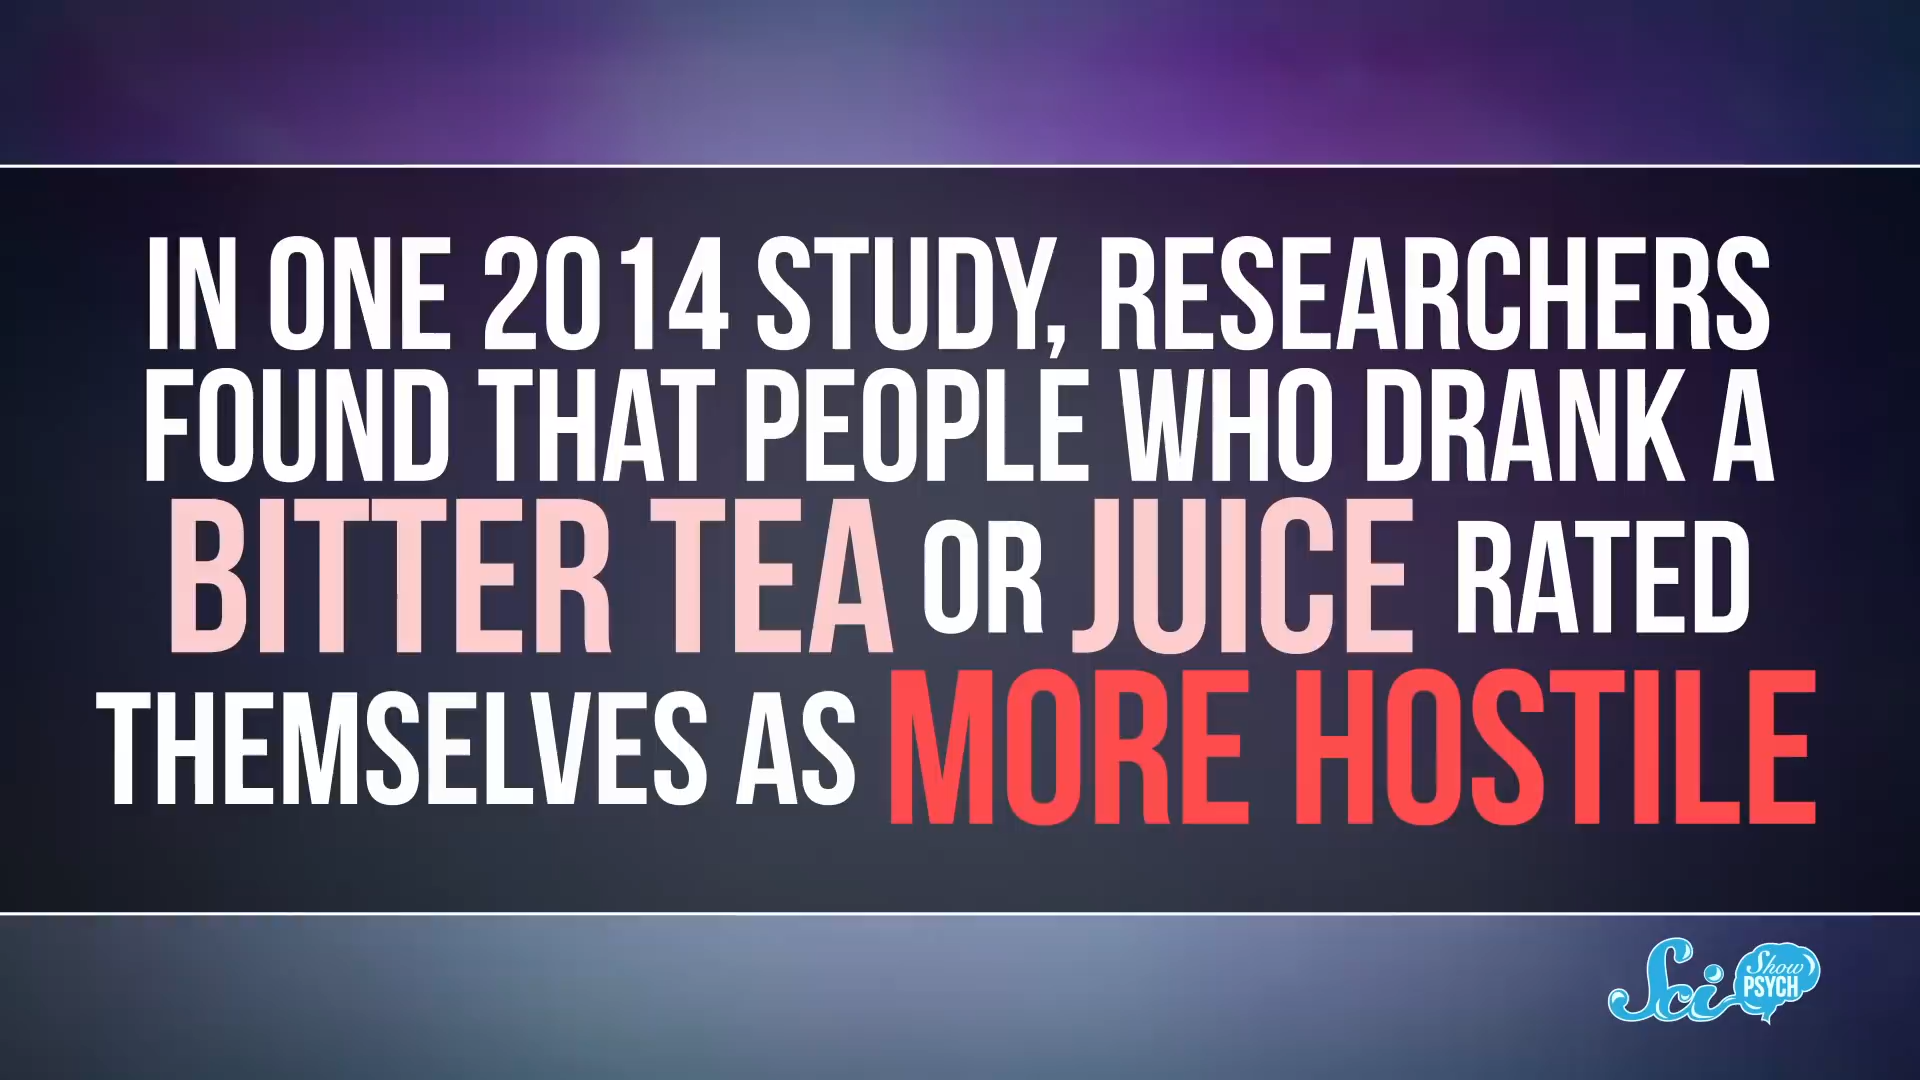 IN ONE 2014 STUDY, RESEARCHERS
FOUND THAT PEOPLE WHO DRANK A
BITTER TEA OR JUICE RATED
THEMSELVES AS MORE HOSTILE
Sci Show
PSYCH